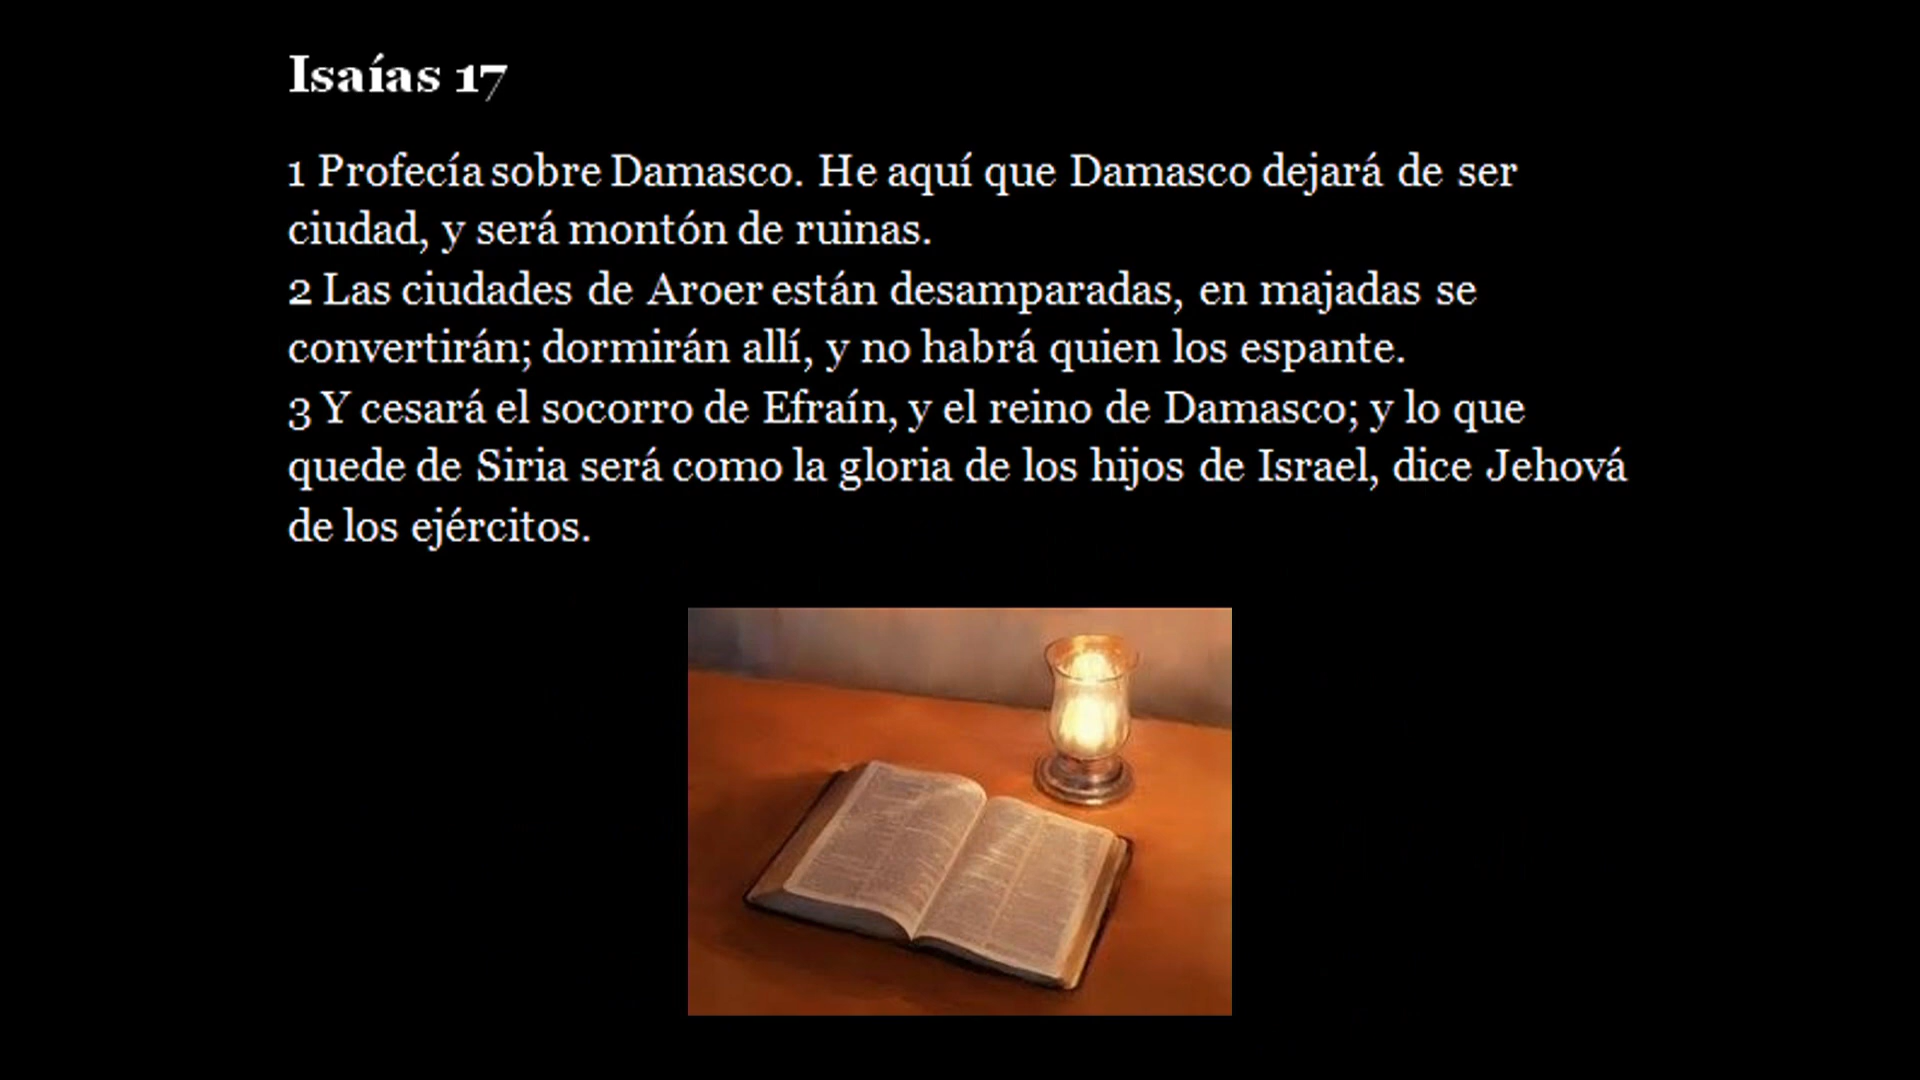 Isaías 17
1 Profecía sobre Damasco. He aquí que Damasco dejará de ser
ciudad, y será montón de ruinas.
2 Las ciudades de Aroer están desamparadas, en majadas se
convertirán; dormirán allí, y no habrá quien los espante.
3 Y cesará el socorro de Efraín, y el reino de Damasco; y lo que
quede de Siria será como la gloria de los hijos de Israel, dice Jehová
de los ejércitos.